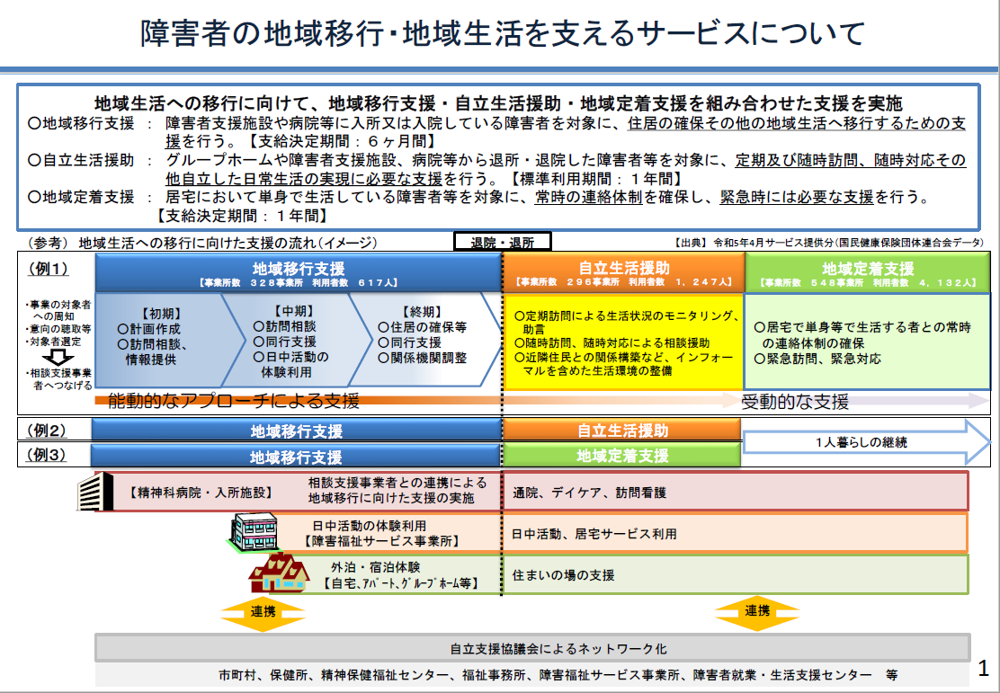 障害者の地域移行・地域生活を支えるサービスについて
地域生活への移行に向けて、地域移行支援・自立生活援助・地域定着支援を組み合わせた支援を実施
〇地域移行支援 ： 障害者支援施設や病院等に入所又は入院している障害者を対象に、住居の確保その他の地域生活へ移行するための支
援を行う。【支給決定期間：６ヶ月間】
〇自立生活援助 ： グループホームや障害者支援施設、病院等から退所・退院した障害者等を対象に、定期及び随時訪問、随時対応その
他自立した日常生活の実現に必要な支援を行う。【標準利用期間：１年間】
〇地域定着支援 ： 居宅において単身で生活している障害者等を対象に、常時の連絡体制を確保し、緊急時には必要な支援を行う。
【支給決定期間：１年間】
（参考） 地域生活への移行に向けた支援の流れ（イメージ）
退院・退所
【出典】 令和5年4月サービス提供分（国民健康保険団体連合会データ）
（例１）
地域移行支援
【事業所数 ３２８事業所 利用者数 ６１７人】
自立生活援助
【事業所数 ２９６事業所 利用者数 １，２４７人】
地域定着支援
【事業所数 ５４８事業所 利用者数 ４，１３２人】
・事業の対象者
への周知
・意向の聴取等
・対象者選定
・相談支援事業
者へつなげる
【初期】
〇計画作成
〇訪問相談、
情報提供
【中期】
〇訪問相談
〇同行支援
〇日中活動の
体験利用
【終期】
〇住居の確保等
〇同行支援
〇関係機関調整
〇定期訪問による生活状況のモニタリング、
助言
〇随時訪問、随時対応による相談援助
〇近隣住民との関係構築など、インフォー
マルを含めた生活環境の整備
〇居宅で単身等で生活する者との常時
の連絡体制の確保
〇緊急訪問、緊急対応
能動的なアプローチによる支援
受動的な支援
（例２）
地域移行支援
自立生活援助
１人暮らしの継続
（例３）
地域移行支援
地域定着支援
【精神科病院・入所施設】
相談支援事業者との連携による
地域移行に向けた支援の実施
通院、デイケア、訪問看護
日中活動の体験利用
【障害福祉サービス事業所】
日中活動、居宅サービス利用
外泊・宿泊体験
【自宅、ｱﾊﾟｰﾄ、ｸﾞﾙｰﾌﾟﾎｰﾑ等】
住まいの場の支援
連携
連携
自立支援協議会によるネットワーク化
市町村、保健所、精神保健福祉センター、福祉事務所、障害福祉サービス事業所、障害者就業・生活支援センター 等
1